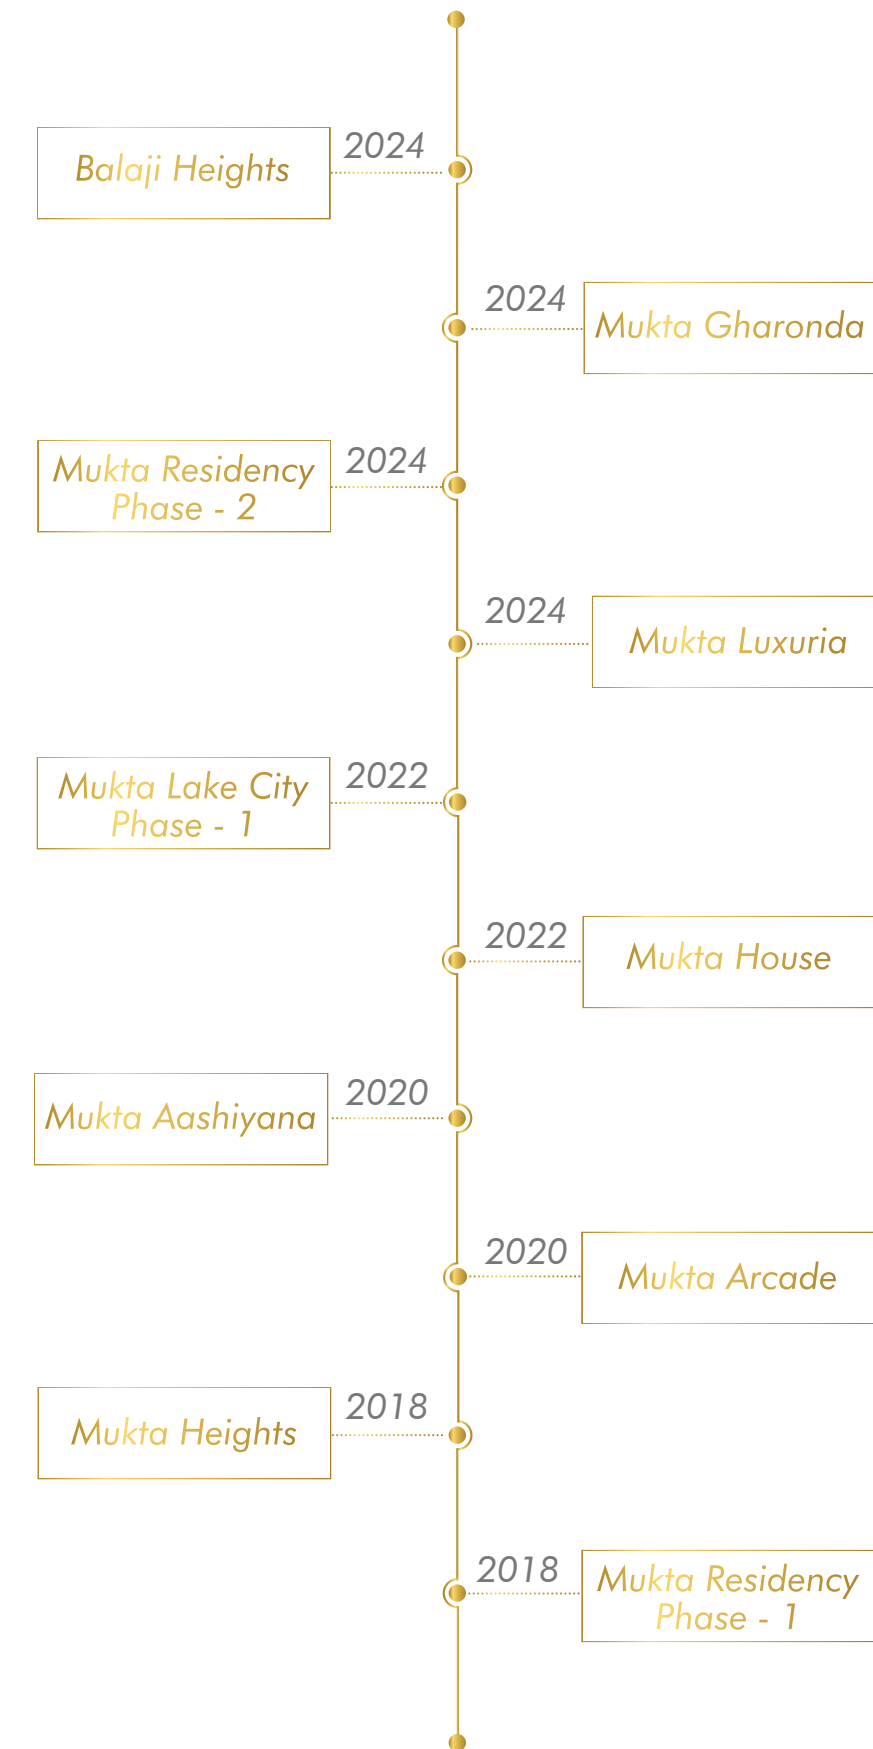 2024
Balaji Heights
2024
Mukta Gharonda
2024
Mukta Residency
Phase - 2
2024
Mukta Luxuria
2022
Mukta Lake City
Phase - 1
2022
Mukta House
2020
Mukta Aashiyana
2020
Mukta Arcade
2018
Mukta Heights
2018
Mukta Residency
Phase - 1